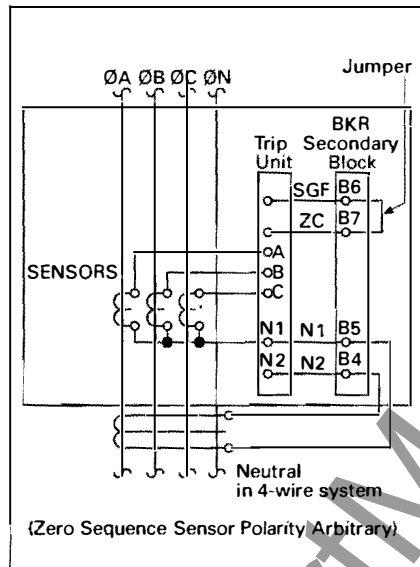 Jumper
ØA ØB ØC ØN
BKR
Trip Secondary
Unit Block
SGF B6
ZC B7
A
SENSORS
B
C
N1 N1 B5
N2 N2 B4
Neutral
in 4-wire system
(Zero Sequence Sensor Polarity Arbitrary)